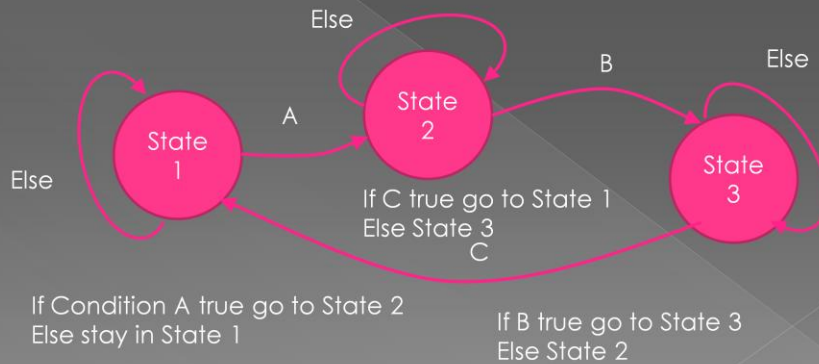 Else
B
Else
State
2
A
State
1
State
3
Else
If C true go to State 1
Else State 3
C
If Condition A true go to State 2
Else stay in State 1
If B true go to State 3
Else State 2